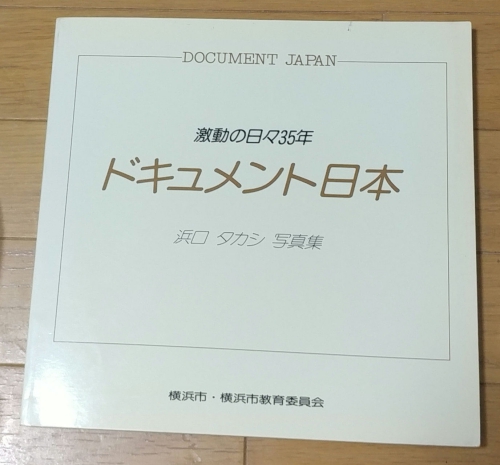 DOCUMENT JAPAN
激動の日々35年
ドキュメント日本
浜口 タカシ 写真集
横浜市・横浜市教育委員会